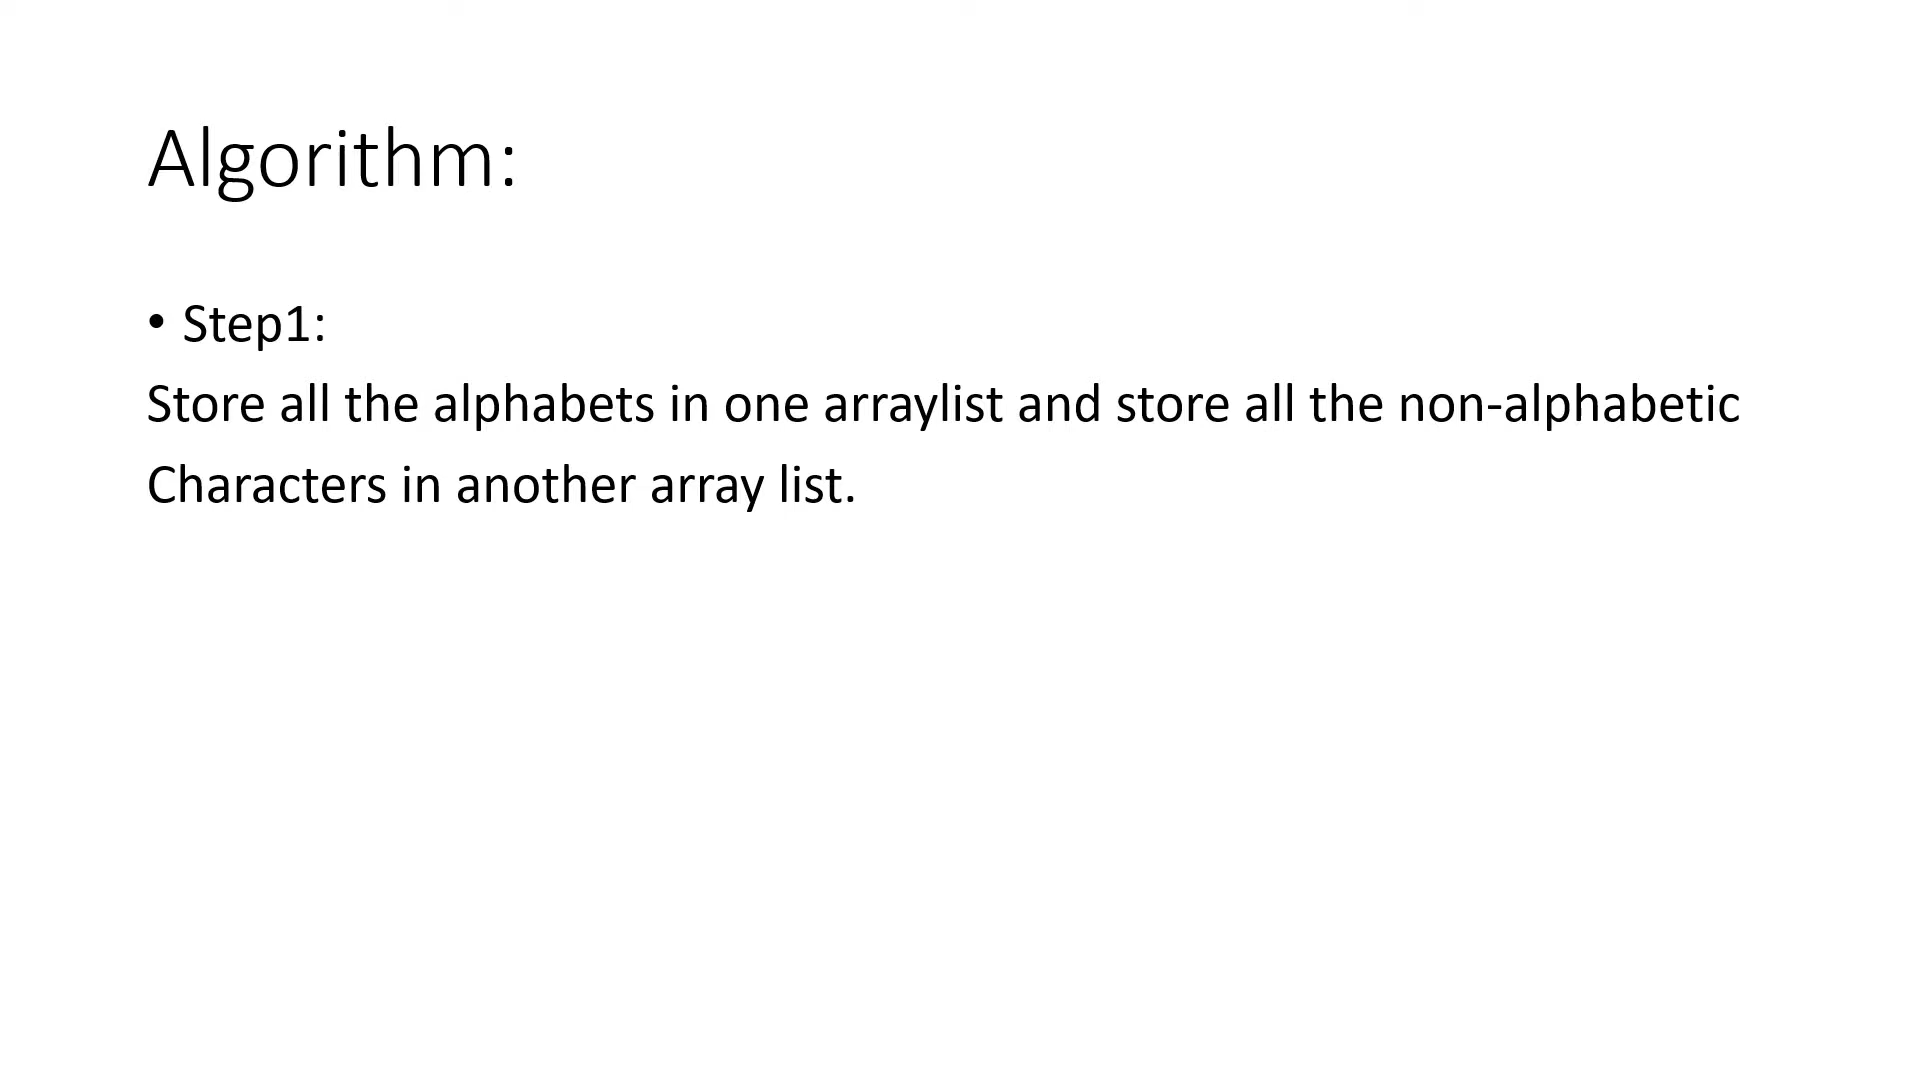 Algorithm:
• Step1:
Store all the alphabets in one arraylist and store all the non-alphabetic
Characters in another array list.